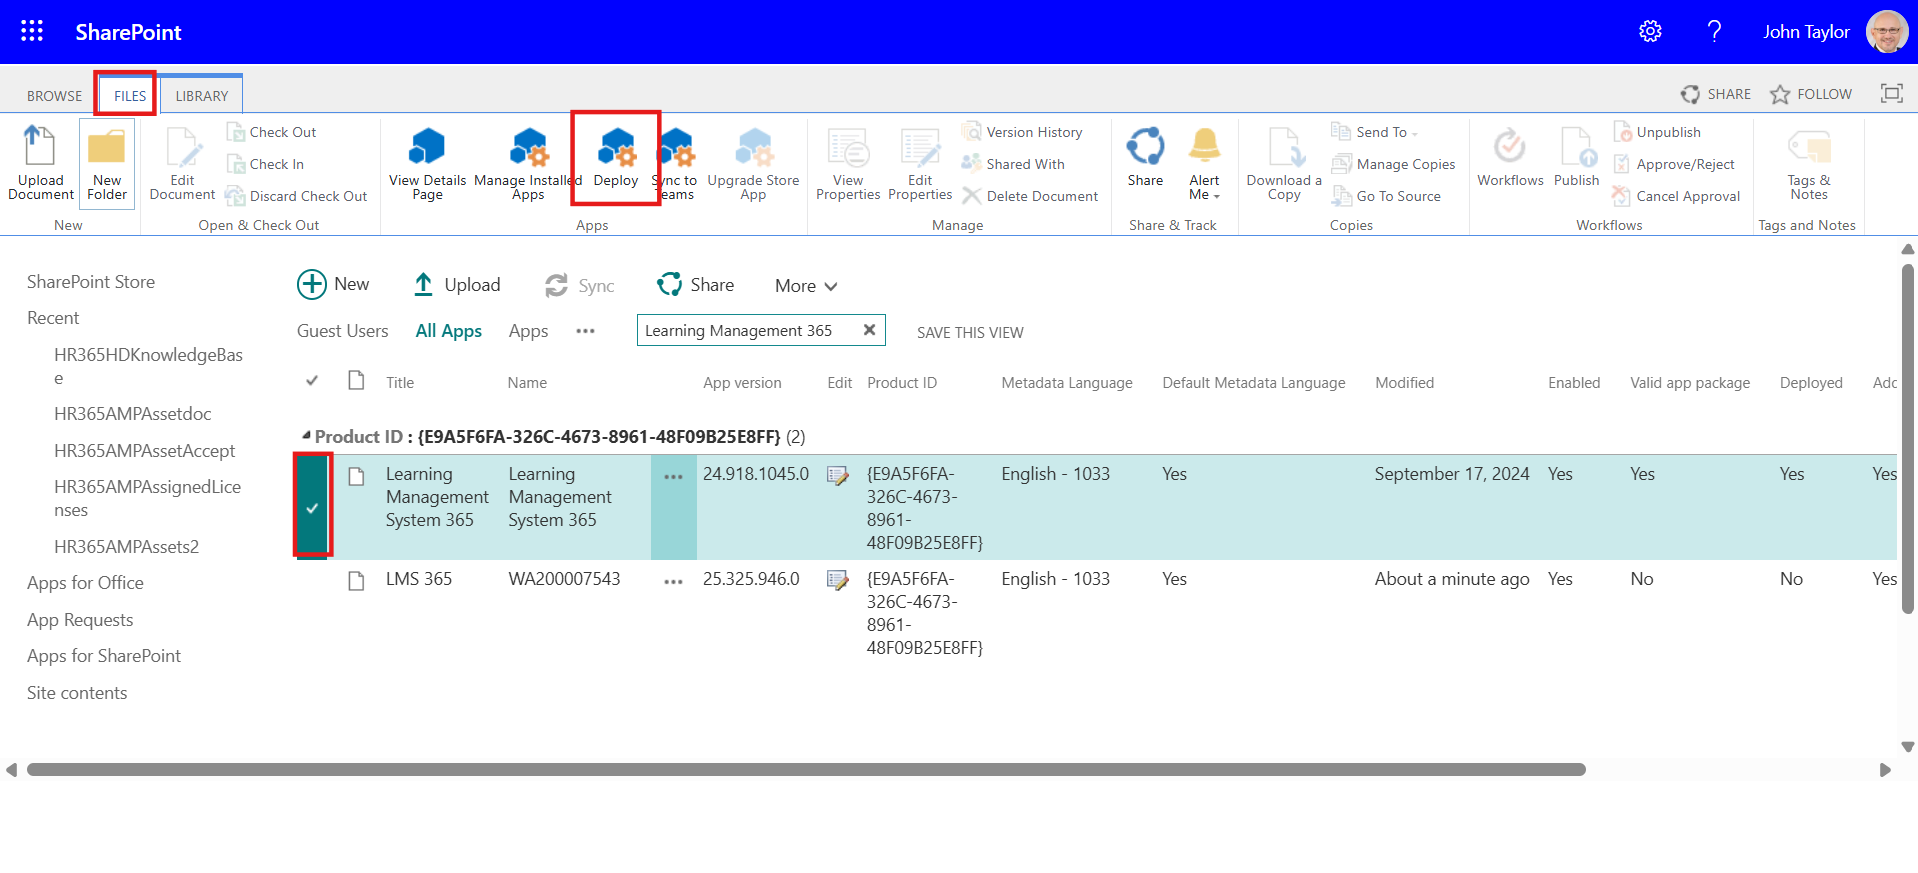 SharePoint
John Taylor
BROWSE
FILES
LIBRARY
SHARE
FOLLOW
Upload
Document
New
Folder
New
Edit
Document
Check Out
Check In
Discard Check Out
Open & Check Out
View Details
Page
Manage Installed
Apps
Deploy
Sync to
Teams
Upgrade Store
App
Apps
View
Properties
Edit
Properties
Version History
Shared With
Delete Document
Manage
Share
Alert
Me
Share & Track
Download a
Copy
Send To
Manage Copies
Go To Source
Copies
Workflows
Publish
Unpublish
Approve/Reject
Cancel Approval
Workflows
Tags &
Notes
Tags and Notes
SharePoint Store
Recent
HR365HDKnowledgeBas
e
HR365AMPAssetdoc
HR365AMPAssetAccept
HR365AMPAssignedLice
nses
HR365AMPAssets2
Apps for Office
App Requests
Apps for SharePoint
Site contents
New
Upload
Sync
Share
More
Guest Users
All Apps
Apps
•••
Learning Management 365
SAVE THIS VIEW
Title
Name
App version
Edit
Product ID
Metadata Language
Default Metadata Language
Modified
Enabled
Valid app package
Deployed
Adc
Product ID : {E9A5F6FA-326C-4673-8961-48F09B25E8FF} (2)
Learning
Management
System 365
Learning
Management
System 365
•••
24.918.1045.0
{E9A5F6FA-
326C-4673-
8961-
48F09B25E8FF}
English - 1033
Yes
September 17, 2024
Yes
Yes
Yes
Yes
LMS 365
WA200007543
•••
25.325.946.0
{E9A5F6FA-
326C-4673-
8961-
48F09B25E8FF}
English - 1033
Yes
About a minute ago
Yes
No
No
Yes